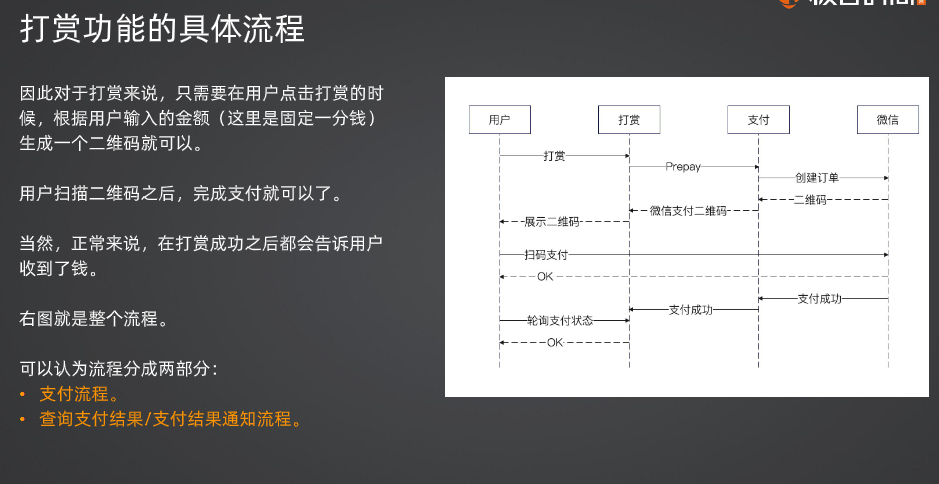 打赏功能的具体流程
因此对于打赏来说，只需要在用户点击打赏的时
候，根据用户输入的金额（这里是固定一分钱）
生成一个二维码就可以。
用户扫描二维码之后，完成支付就可以了。
当然，正常来说，在打赏成功之后都会告诉用户
收到了钱。
右图就是整个流程。
可以认为流程分成两部分：
• 支付流程。
• 查询支付结果/支付结果通知流程。
用户 打赏 支付 微信
打赏
Prepay
创建订单
二维码
微信支付二维码
展示二维码
扫码支付
OK
支付成功
支付成功
轮询支付状态
OK